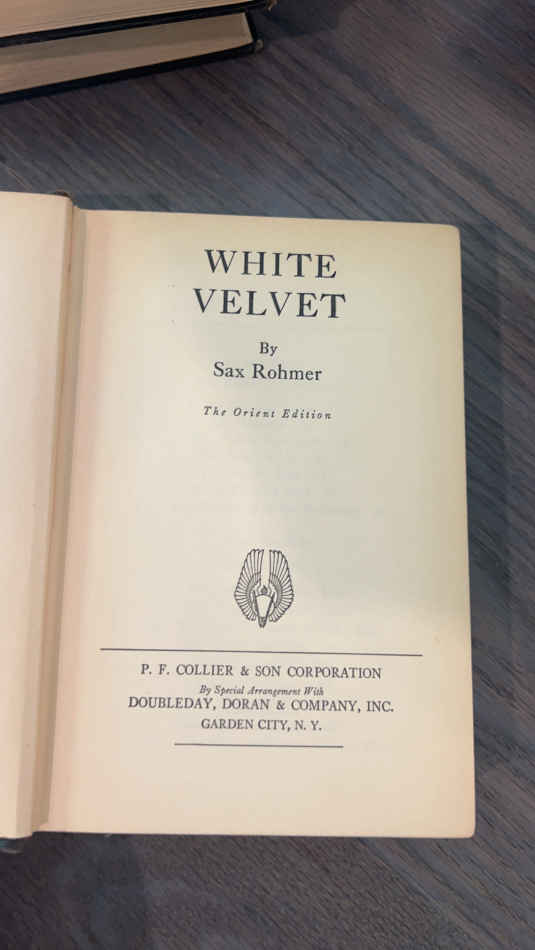 WHITE
VELVET
By
Sax Rohmer
The Orient Edition
P. F. COLLIER & SON CORPORATION
By Special Arrangement With
DOUBLEDAY, DORAN & COMPANY, INC.
GARDEN CITY, N. Y.